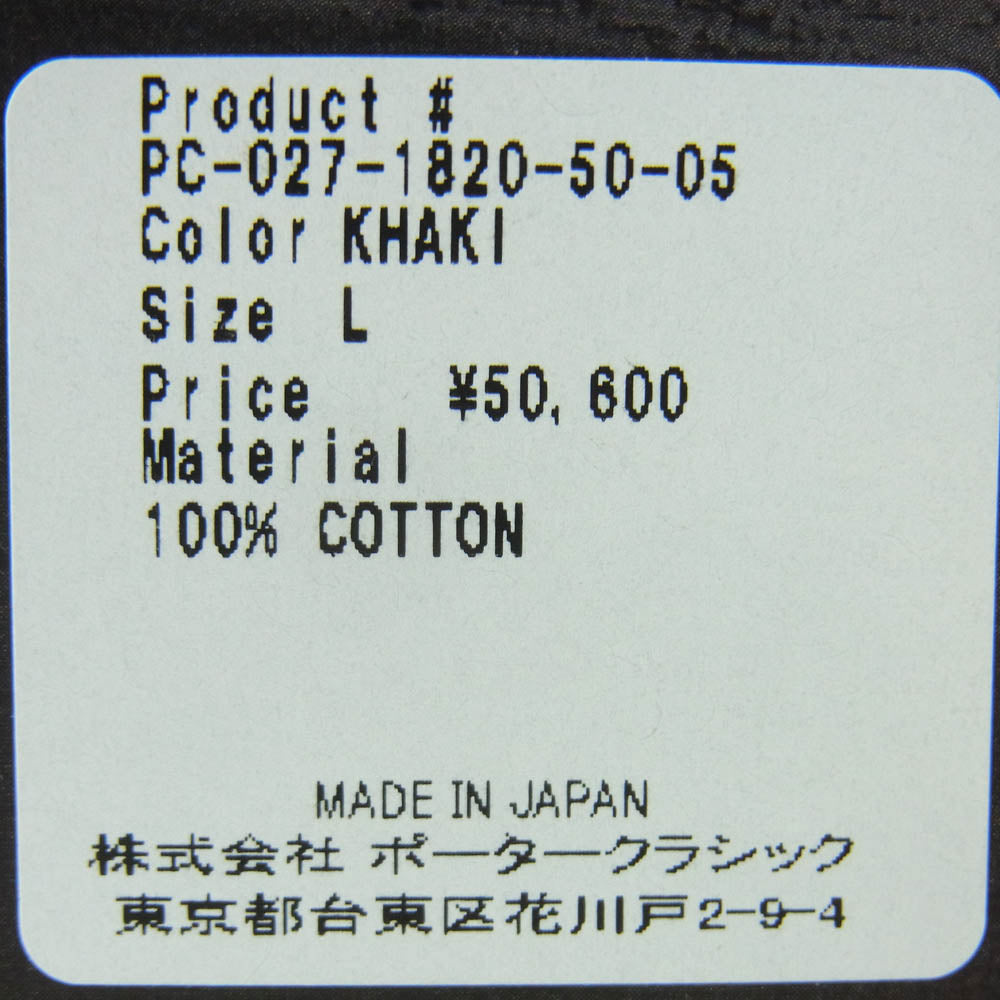 Product #
PC-027-1820-50-05
Color KHAKI
Size L
Price ¥50,600
Material
100% COTTON
MADE IN JAPAN
株式会社 ポータークラシック
東京都台東区花川戸2-9-4